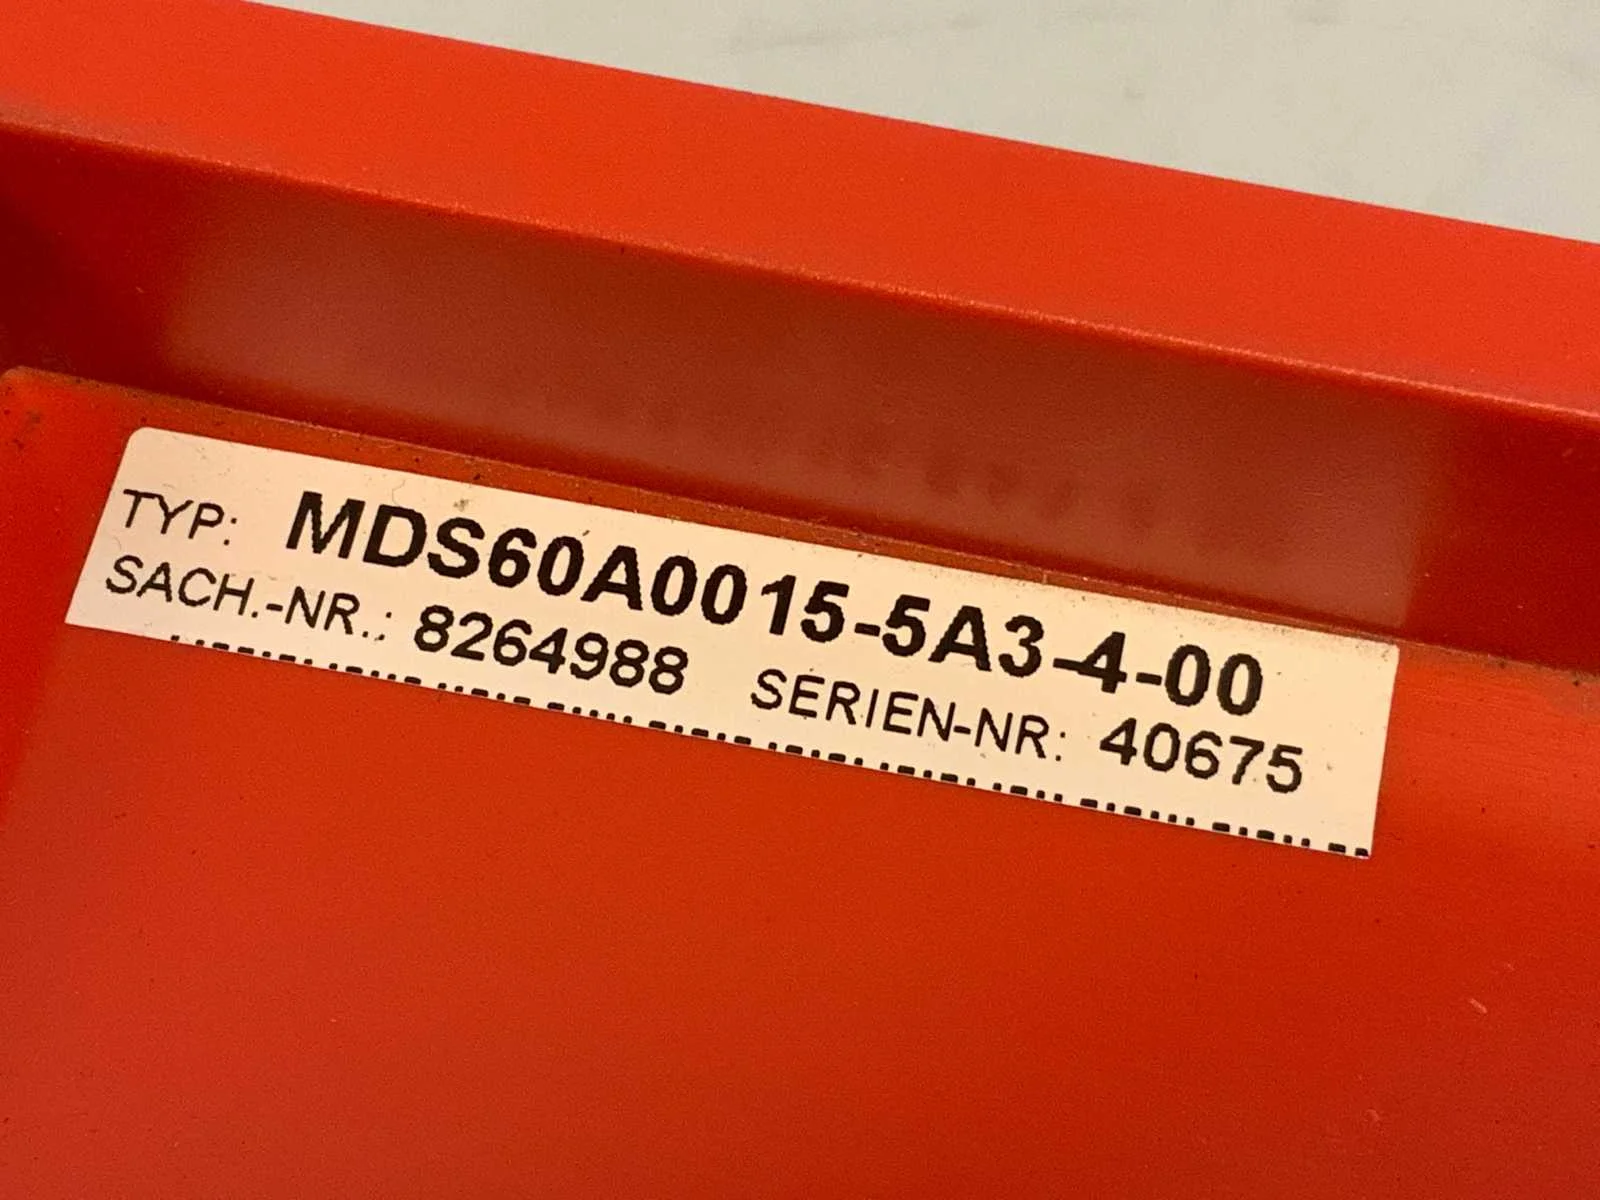 TYP: MDS60A0015-5A3-4-00
SACH.-NR.: 8264988 SERIEN-NR: 40675